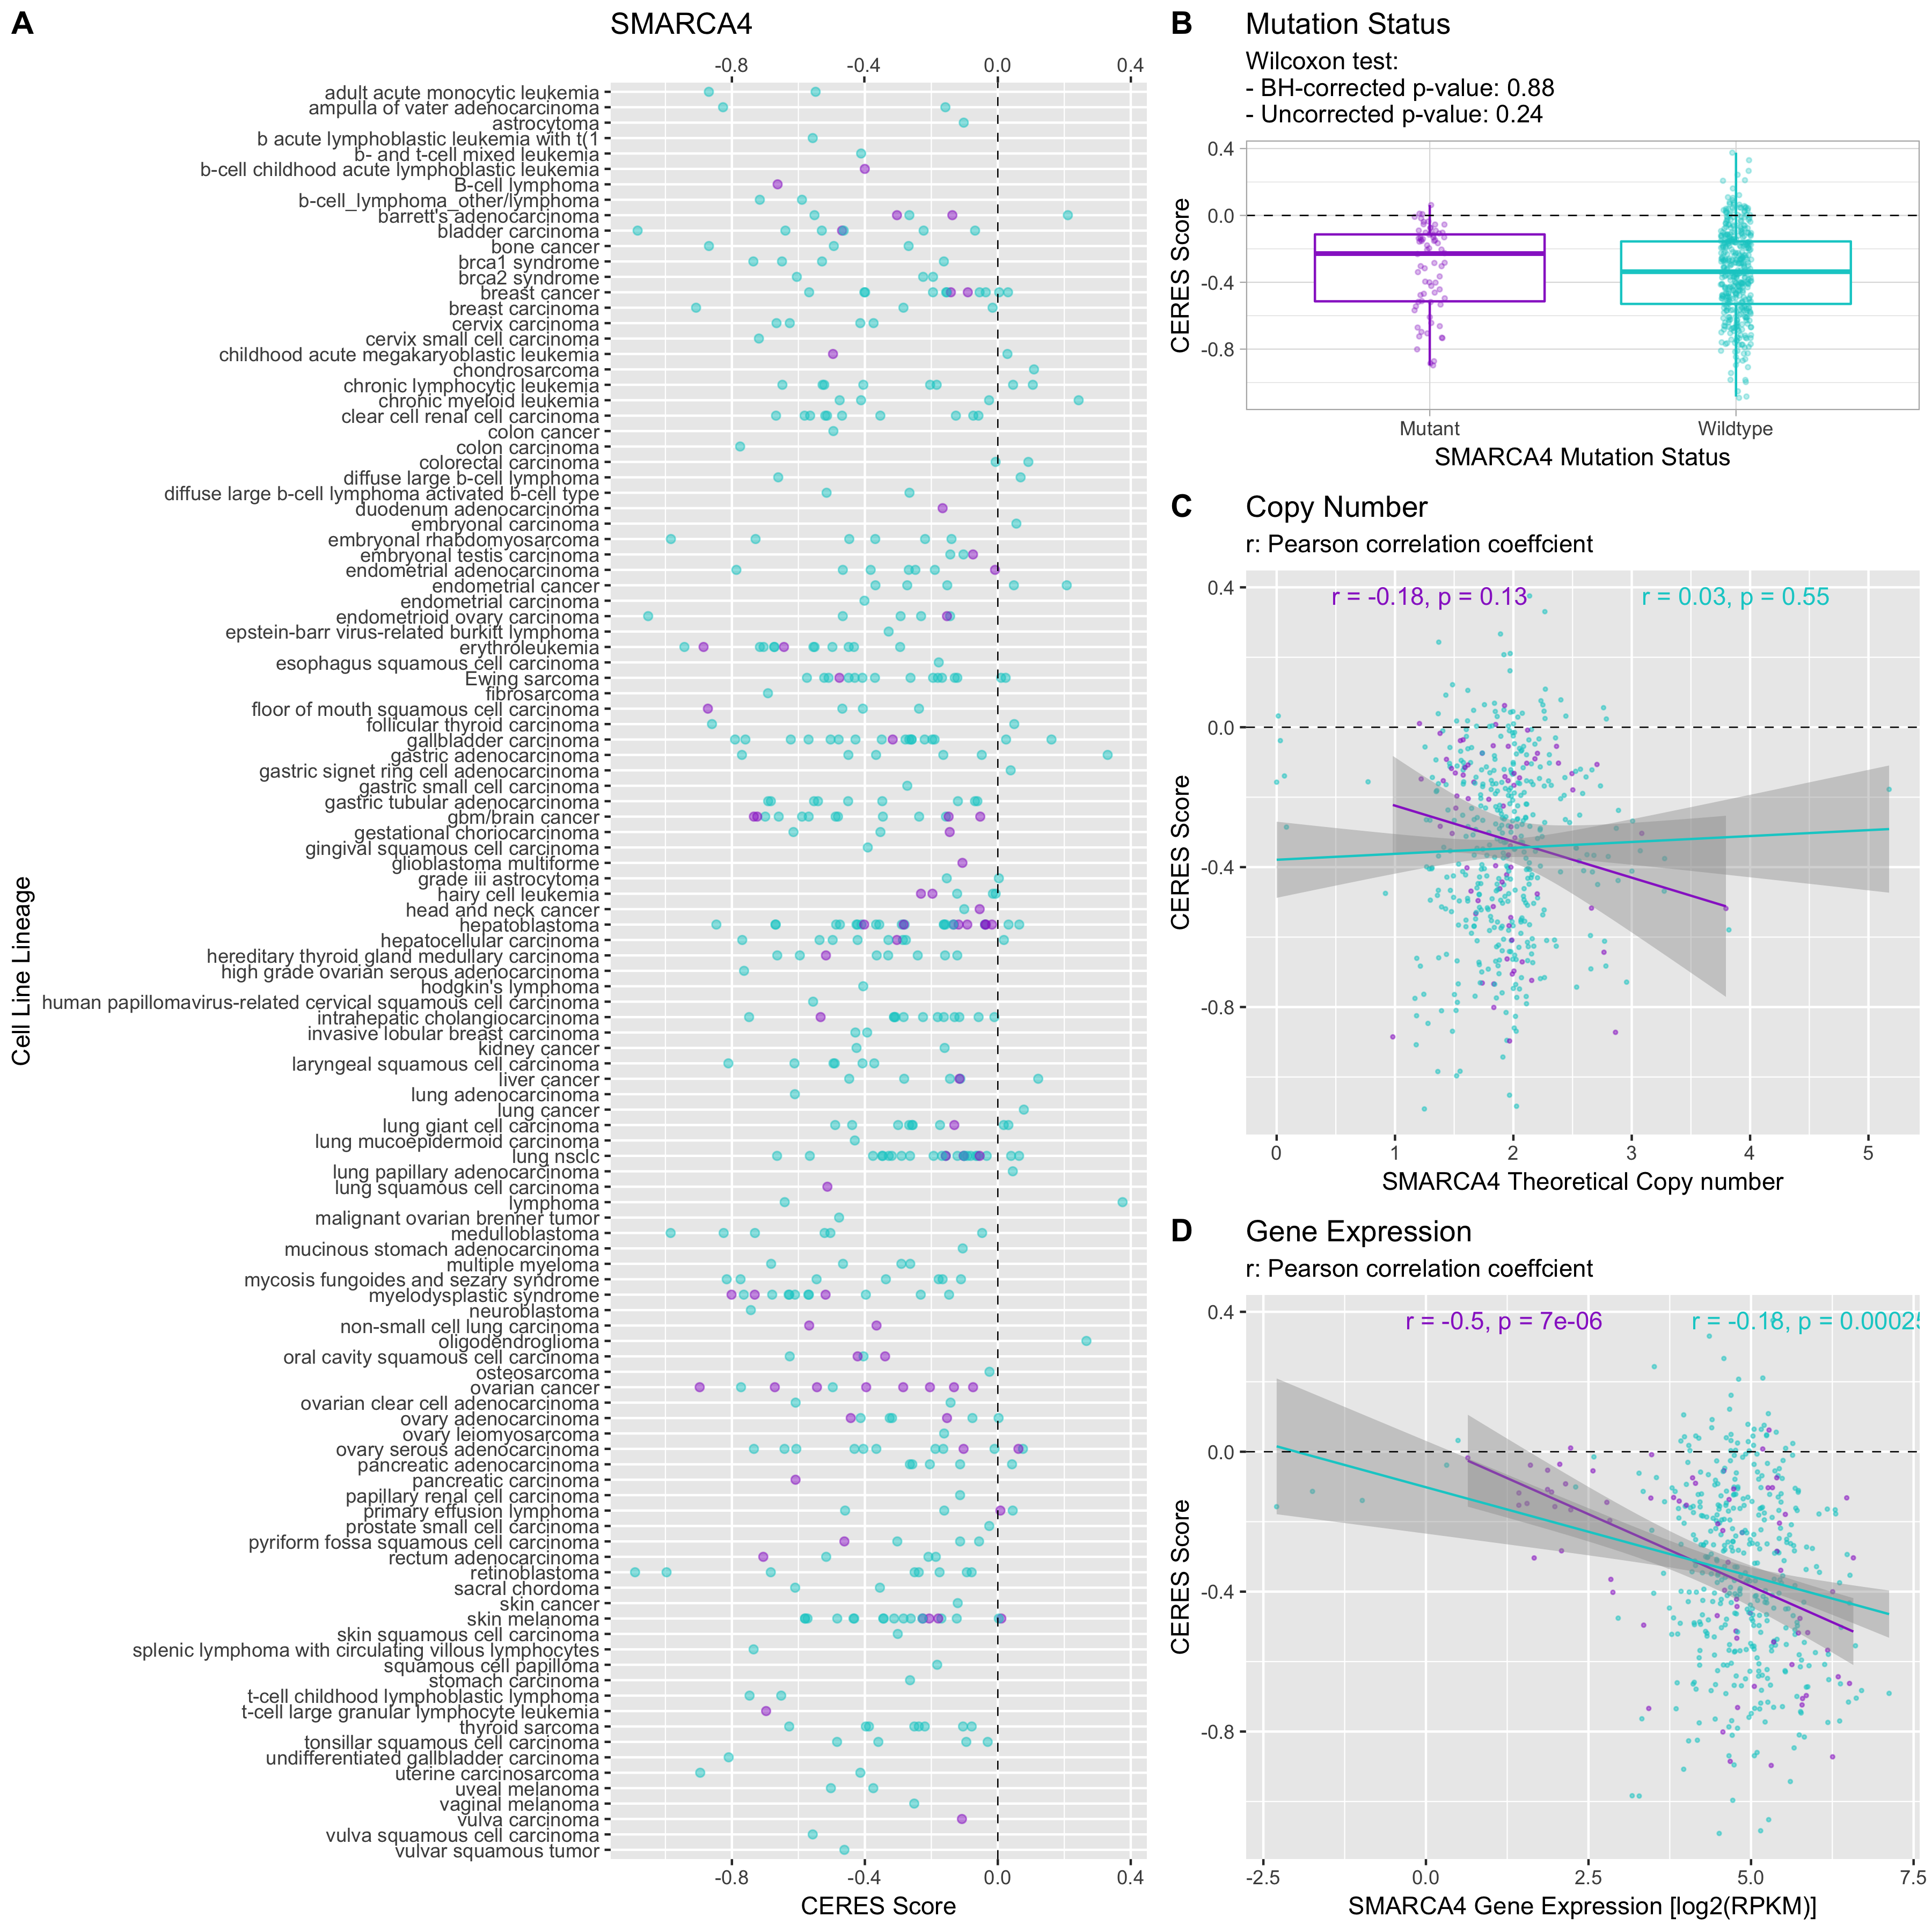 A
SMARCA4
-0.8
-0.4
0.0
0.4
Cell Line Lineage
adult acute monocytic leukemia
ampulla of vater adenocarcinoma
astrocytoma
b acute lymphoblastic leukemia with t(1
b- and t-cell mixed leukemia
b-cell childhood acute lymphoblastic leukemia
B-cell lymphoma
b-cell_lymphoma_other/lymphoma
barrett's adenocarcinoma
bladder carcinoma
bone cancer
brca1 syndrome
brca2 syndrome
breast cancer
breast carcinoma
cervix carcinoma
cervix small cell carcinoma
childhood acute megakaryoblastic leukemia
chondrosarcoma
chronic lymphocytic leukemia
chronic myeloid leukemia
clear cell renal cell carcinoma
colon cancer
colon carcinoma
colorectal carcinoma
diffuse large b-cell lymphoma
diffuse large b-cell lymphoma activated b-cell type
duodenum adenocarcinoma
embryonal carcinoma
embryonal rhabdomyosarcoma
embryonal testis carcinoma
endometrial adenocarcinoma
endometrial cancer
endometrial carcinoma
endometrioid ovary carcinoma
epstein-barr virus-related burkitt lymphoma
erythroleukemia
esophagus squamous cell carcinoma
Ewing sarcoma
fibrosarcoma
floor of mouth squamous cell carcinoma
follicular thyroid carcinoma
gallbladder carcinoma
gastric adenocarcinoma
gastric signet ring cell adenocarcinoma
gastric small cell carcinoma
gastric tubular adenocarcinoma
gbm/brain cancer
gestational choriocarcinoma
gingival squamous cell carcinoma
glioblastoma multiforme
grade iii astrocytoma
hairy cell leukemia
head and neck cancer
hepatoblastoma
hepatocellular carcinoma
hereditary thyroid gland medullary carcinoma
high grade ovarian serous adenocarcinoma
hodgkin's lymphoma
human papillomavirus-related cervical squamous cell carcinoma
intrahepatic cholangiocarcinoma
invasive lobular breast carcinoma
kidney cancer
laryngeal squamous cell carcinoma
liver cancer
lung adenocarcinoma
lung cancer
lung giant cell carcinoma
lung mucoepidermoid carcinoma
lung nsclc
lung papillary adenocarcinoma
lung squamous cell carcinoma
lymphoma
malignant ovarian brenner tumor
medulloblastoma
mucinous stomach adenocarcinoma
multiple myeloma
mycosis fungoides and sezary syndrome
myelodysplastic syndrome
neuroblastoma
non-small cell lung carcinoma
oligodendroglioma
oral cavity squamous cell carcinoma
osteosarcoma
ovarian cancer
ovarian clear cell adenocarcinoma
ovary adenocarcinoma
ovary leiomyosarcoma
ovary serous adenocarcinoma
pancreatic adenocarcinoma
pancreatic carcinoma
papillary renal cell carcinoma
primary effusion lymphoma
prostate small cell carcinoma
pyriform fossa squamous cell carcinoma
rectum adenocarcinoma
retinoblastoma
sacral chordoma
skin cancer
skin melanoma
skin squamous cell carcinoma
splenic lymphoma with circulating villous lymphocytes
squamous cell papilloma
stomach carcinoma
t-cell childhood lymphoblastic lymphoma
t-cell large granular lymphocyte leukemia
thyroid sarcoma
tonsillar squamous cell carcinoma
undifferentiated gallbladder carcinoma
uterine carcinosarcoma
uveal melanoma
vaginal melanoma
vulva carcinoma
vulva squamous cell carcinoma
vulvar squamous tumor
-0.8
-0.4
0.0
0.4
CERES Score
B
Mutation Status
Wilcoxon test:
- BH-corrected p-value: 0.88
- Uncorrected p-value: 0.24
CERES Score
0.4
0.0
-0.4
-0.8
Mutant
Wildtype
SMARCA4 Mutation Status
C
Copy Number
r: Pearson correlation coeffcient
r = -0.18, p = 0.13
r = 0.03, p = 0.55
CERES Score
0.4
0.0
-0.4
-0.8
0
1
2
3
4
5
SMARCA4 Theoretical Copy number
D
Gene Expression
r: Pearson correlation coeffcient
r = -0.5, p = 7e-06
r = -0.18, p = 0.00025
CERES Score
0.4
0.0
-0.4
-0.8
-2.5
0.0
2.5
5.0
7.5
SMARCA4 Gene Expression [log2(RPKM)]